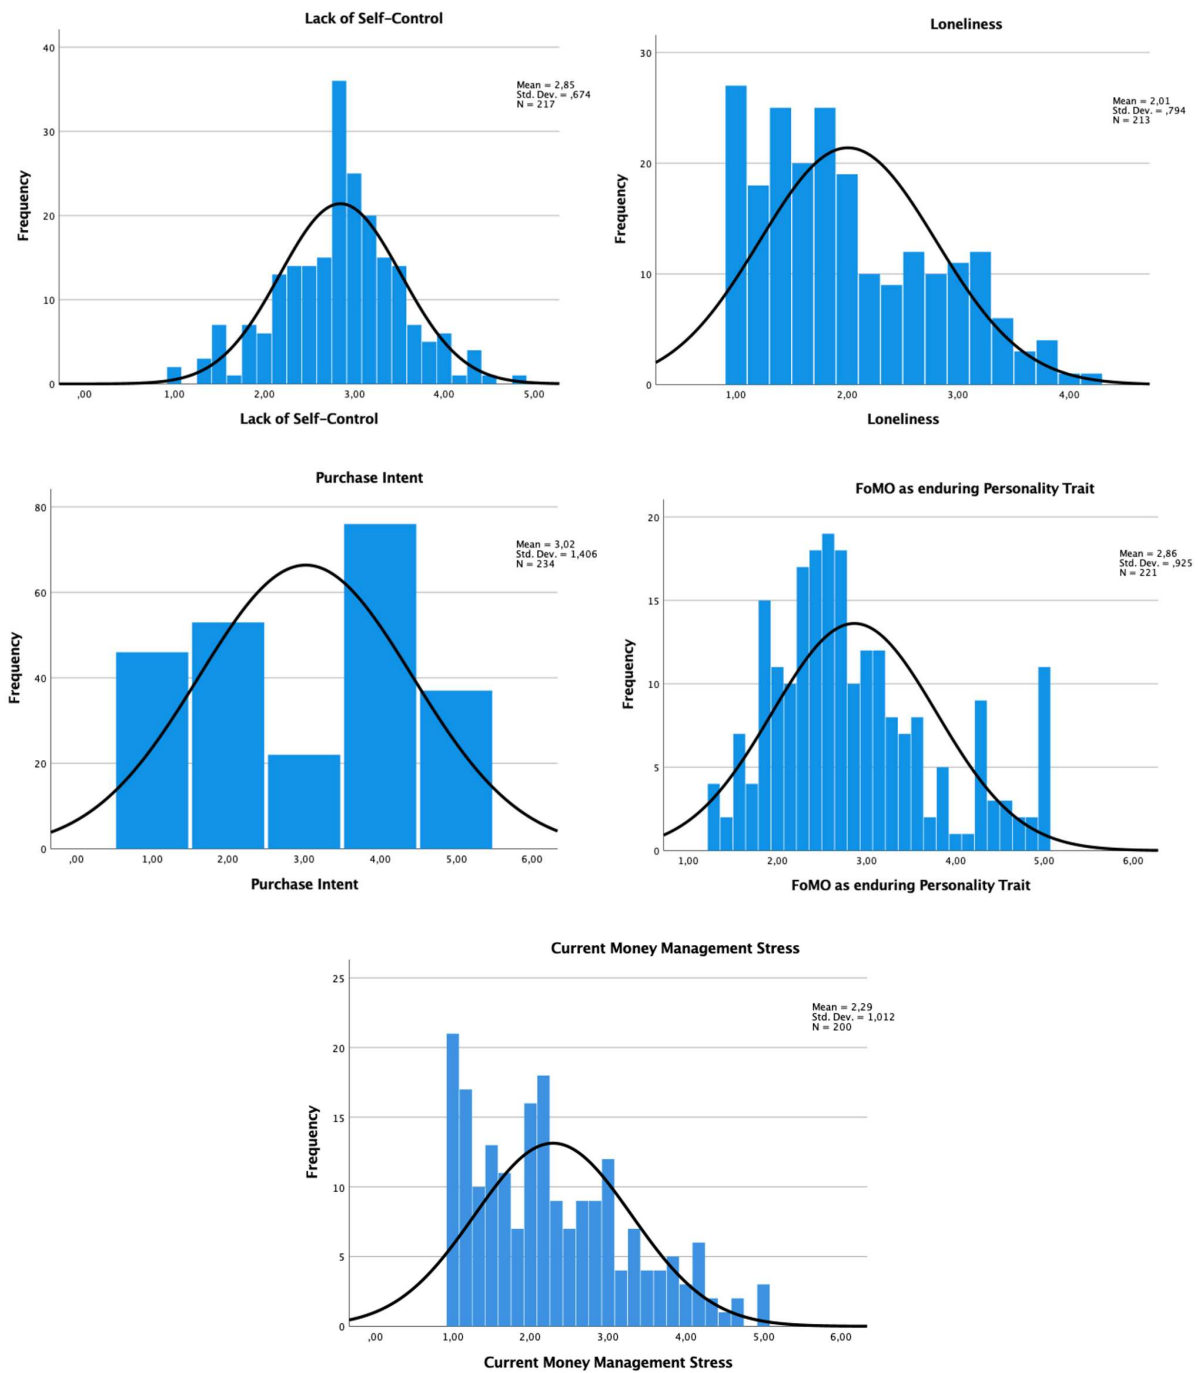 Lack of Self-Control
40
30
20
10
0
Frequency
,00 1,00 2,00 3,00 4,00 5,00
Lack of Self-Control
Mean = 2,85
Std. Dev. = ,674
N = 217
Loneliness
30
20
10
0
Frequency
1,00 2,00 3,00 4,00
Loneliness
Mean = 2,01
Std. Dev. = ,794
N = 213
Purchase Intent
80
60
40
20
0
Frequency
,00 1,00 2,00 3,00 4,00 5,00 6,00
Purchase Intent
Mean = 3,02
Std. Dev. = 1,406
N = 234
FoMO as enduring Personality Trait
20
15
10
5
0
Frequency
1,00 2,00 3,00 4,00 5,00 6,00
FoMO as enduring Personality Trait
Mean = 2,86
Std. Dev. = ,925
N = 221
Current Money Management Stress
25
20
15
10
5
0
Frequency
,00 1,00 2,00 3,00 4,00 5,00 6,00
Current Money Management Stress
Mean = 2,29
Std. Dev. = 1,012
N = 200